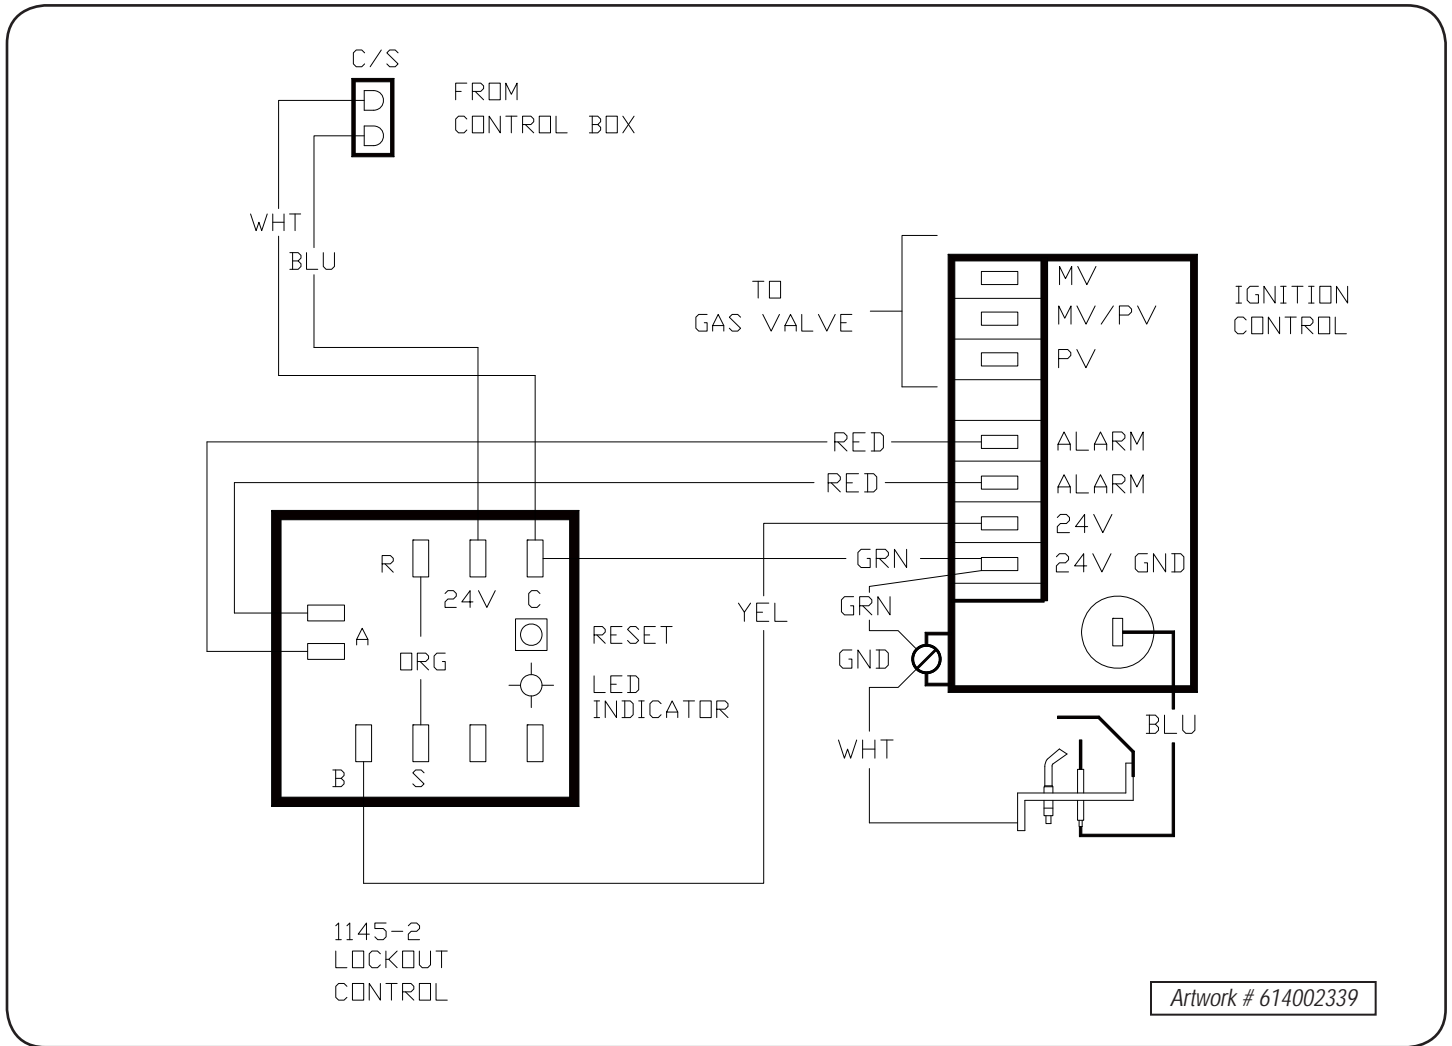 C/S
FROM
CONTROL BOX
WHT
BLU
TO
GAS VALVE
MV
MV/PV
PV
IGNITION
CONTROL
RED
ALARM
RED
ALARM
24V
GRN
24V GND
R
24V
C
YEL
GRN
A
RESET
ORG
GND
LED
INDICATOR
BLU
WHT
B
S
1145-2
LOCKOUT
CONTROL
Artwork # 614002339